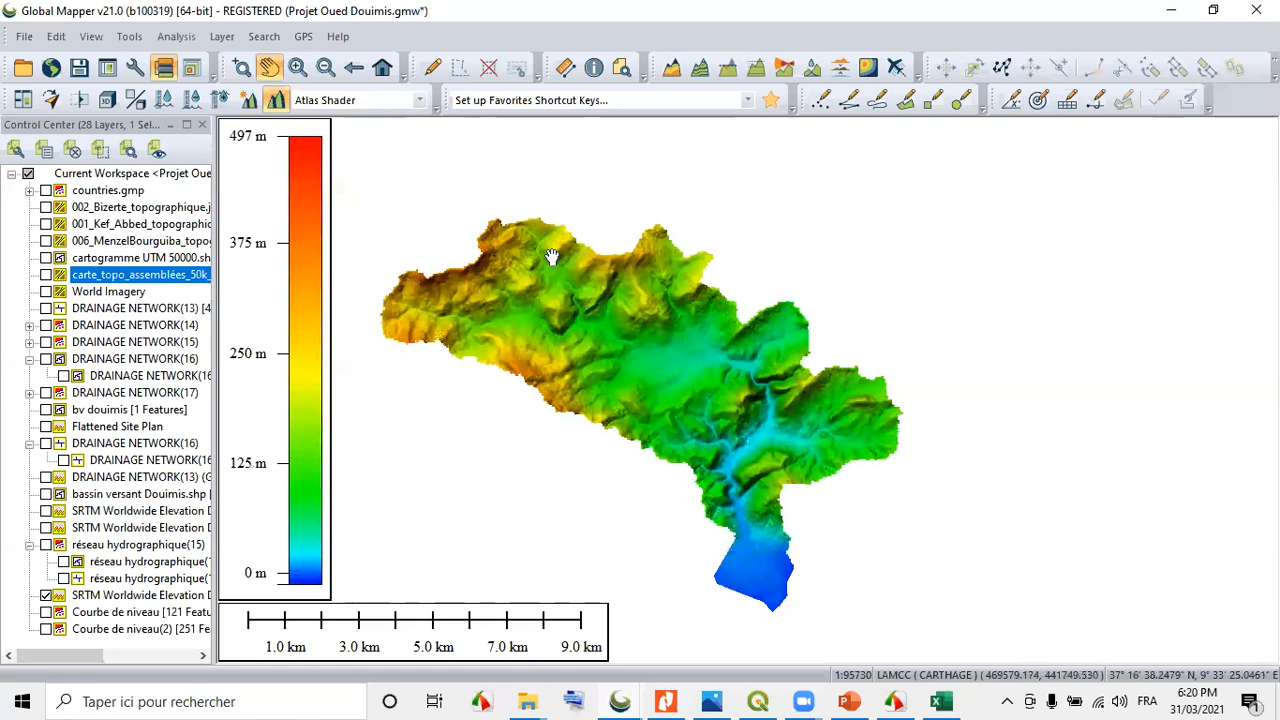 Global Mapper v21.0 (b100319) [64-bit] - REGISTERED (Projet Oued Douimis.gmw*)
File Edit View Tools Analysis Layer Search GPS Help
Atlas Shader
Set up Favorites Shortcut Keys...
Control Center (28 Layers, 1 Sel...
Current Workspace <Projet Ou
countries.gmp
002_Bizerte_topographique.j
001_Kef_Abbed_topographic
006_MenzelBourguiba_topo
cartogramme UTM 50000.sh
carte_topo_assemblées_50k_
World Imagery
DRAINAGE NETWORK(13) [4
DRAINAGE NETWORK(14)
DRAINAGE NETWORK(15)
DRAINAGE NETWORK(16)
DRAINAGE NETWORK(16
DRAINAGE NETWORK(17)
bv douimis [1 Features]
Flattened Site Plan
DRAINAGE NETWORK(16)
DRAINAGE NETWORK(16
DRAINAGE NETWORK(13) (G
bassin versant Douimis.shp [
SRTM Worldwide Elevation D
SRTM Worldwide Elevation D
réseau hydrographique(15)
réseau hydrographique(
réseau hydrographique(
SRTM Worldwide Elevation D
Courbe de niveau [121 Featu
Courbe de niveau(2) [251 Fe
497 m
375 m
250 m
125 m
0 m
1.0 km 3.0 km 5.0 km 7.0 km 9.0 km
1:95730 LAMCC (CARTHAGE) ( 469579.174, 441749.530 ) 37° 16' 38.2479" N, 9° 33' 25.0461" E
Taper ici pour rechercher
FRA
6:20 PM
31/03/2021
1